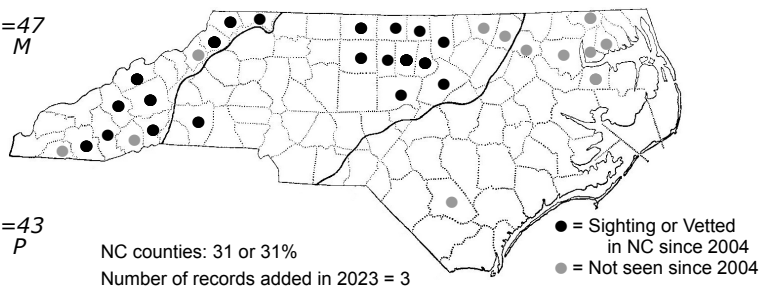 =47
M
=43
P
NC counties: 31 or 31%
Number of records added in 2023 = 3
= Sighting or Vetted
in NC since 2004
= Not seen since 2004